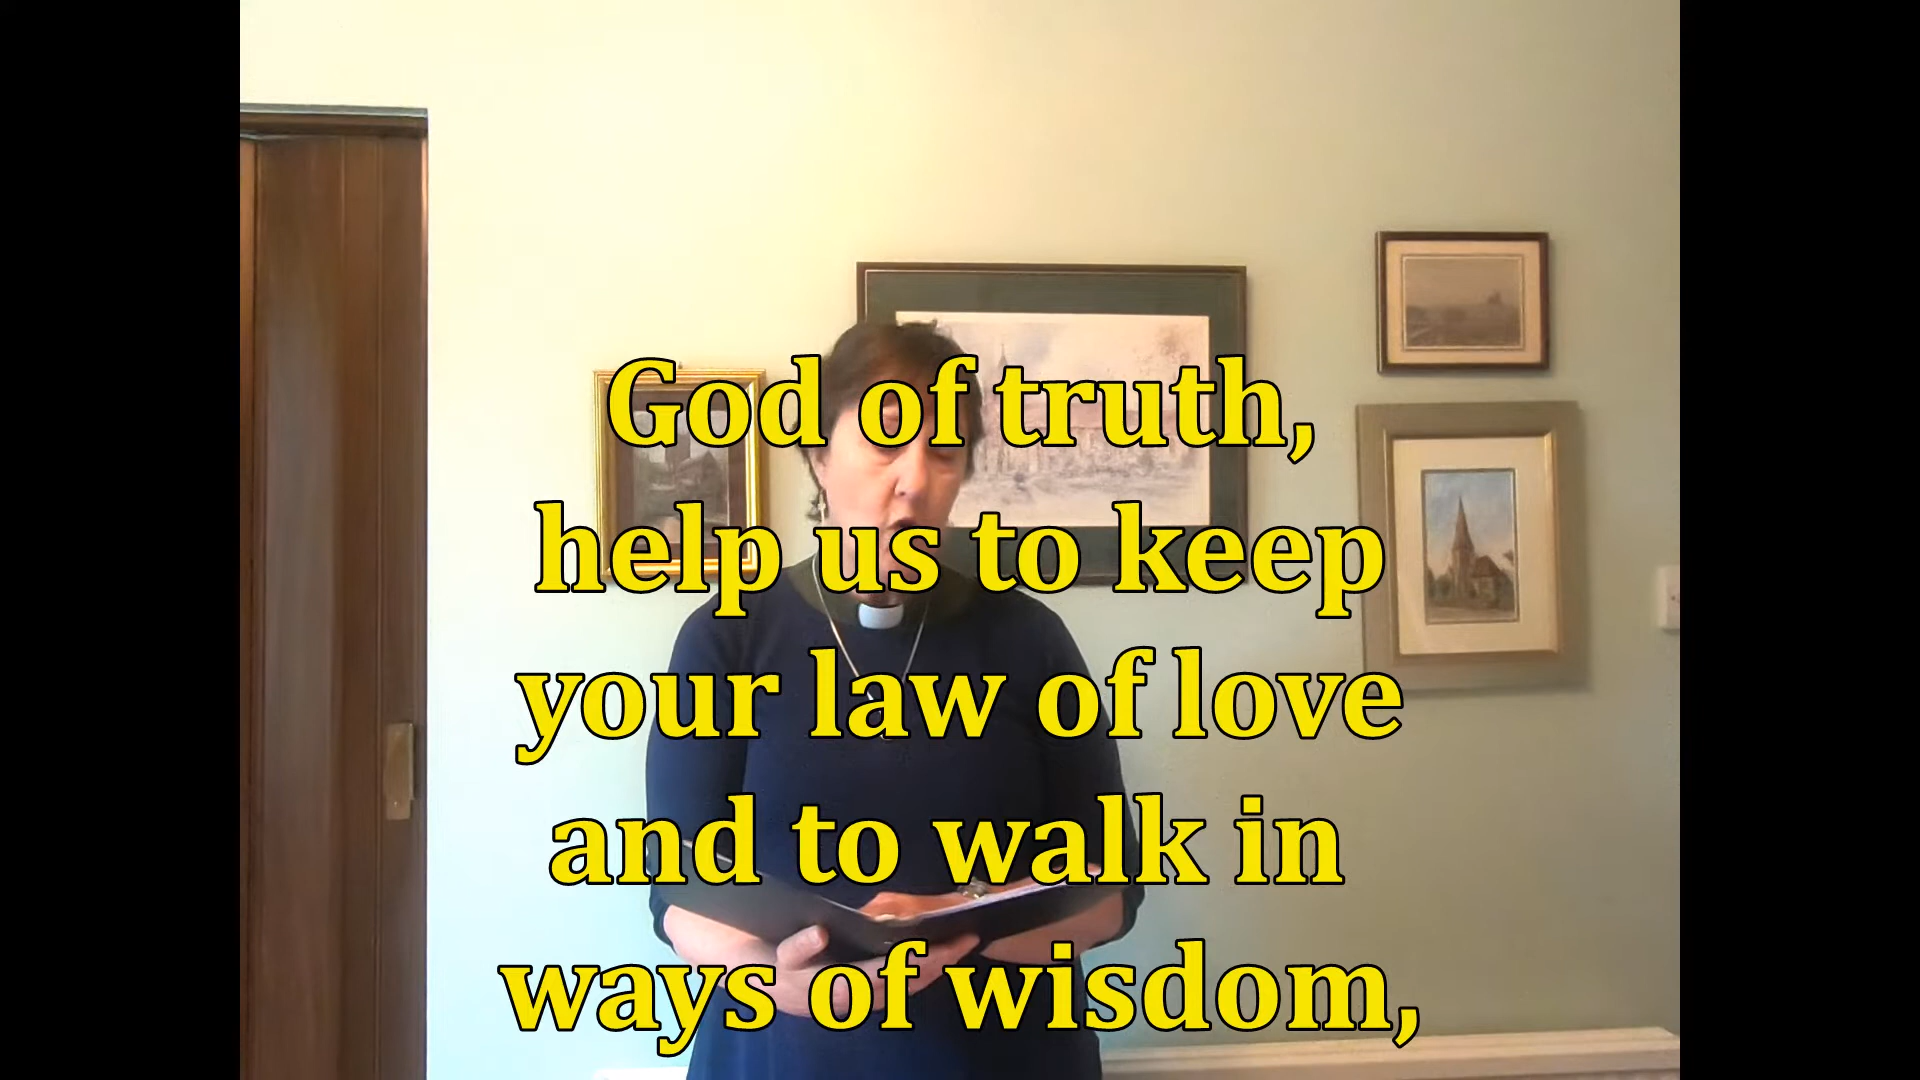 God of truth,
help us to keep
your law of love
and to walk in
ways of wisdom,